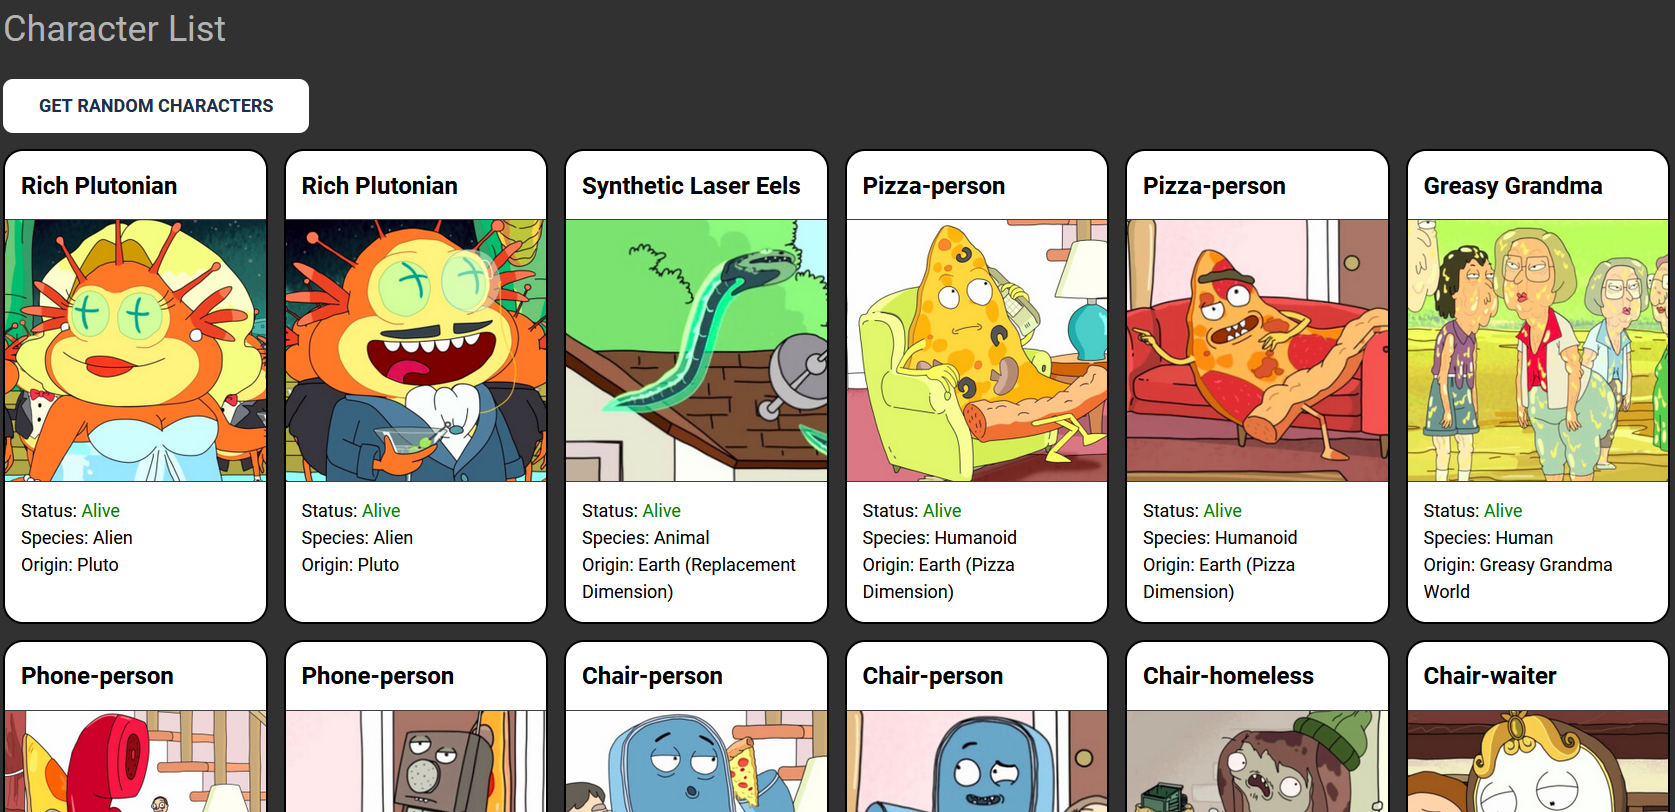 Character List
GET RANDOM CHARACTERS
Rich Plutonian
Status: Alive
Species: Alien
Origin: Pluto
Rich Plutonian
Status: Alive
Species: Alien
Origin: Pluto
Synthetic Laser Eels
Status: Alive
Species: Animal
Origin: Earth (Replacement
Dimension)
Pizza-person
Status: Alive
Species: Humanoid
Origin: Earth (Pizza
Dimension)
Pizza-person
Status: Alive
Species: Humanoid
Origin: Earth (Pizza
Dimension)
Greasy Grandma
Status: Alive
Species: Human
Origin: Greasy Grandma
World
Phone-person
Phone-person
Chair-person
Chair-person
Chair-homeless
Chair-waiter